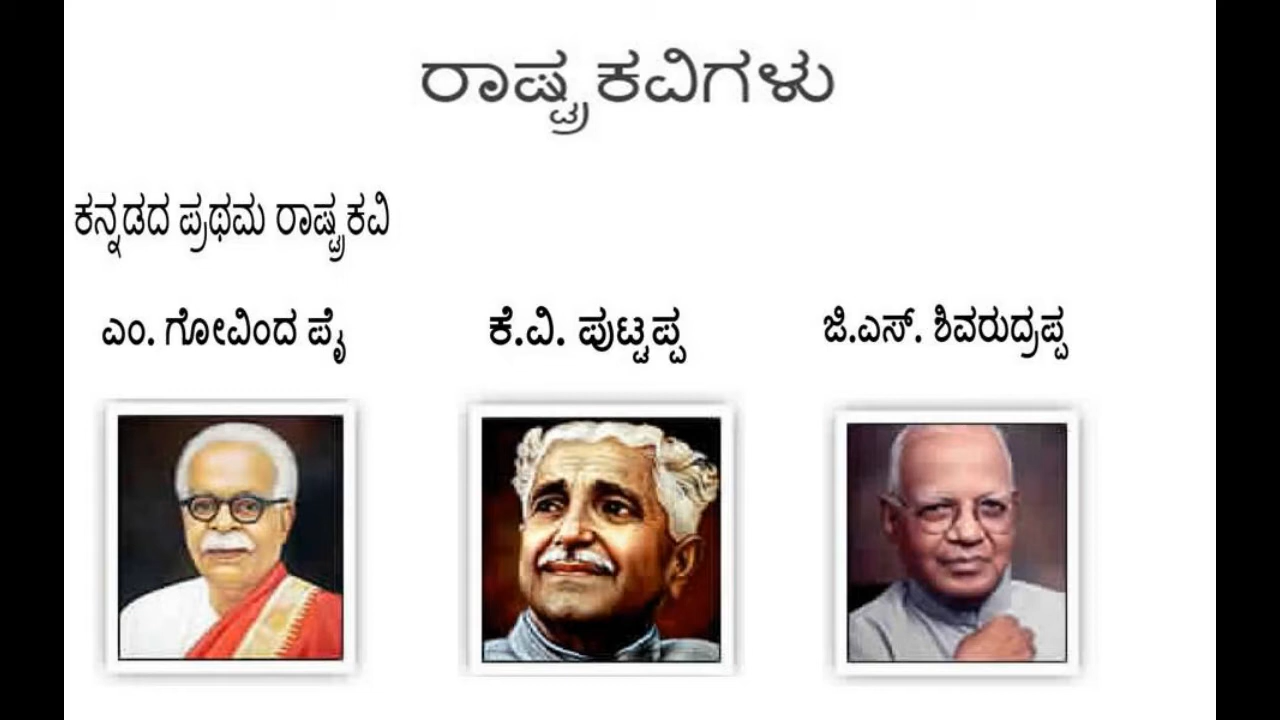 ರಾಷ್ಟ್ರಕವಿಗಳು
ಕನ್ನಡದ ಪ್ರಥಮ ರಾಷ್ಟ್ರಕವಿ
ಎಂ. ಗೋವಿಂದ ಪೈ
ಕೆ.ವಿ. ಪುಟ್ಟಪ್ಪ
ಜಿ.ಎಸ್. ಶಿವರುದ್ರಪ್ಪ